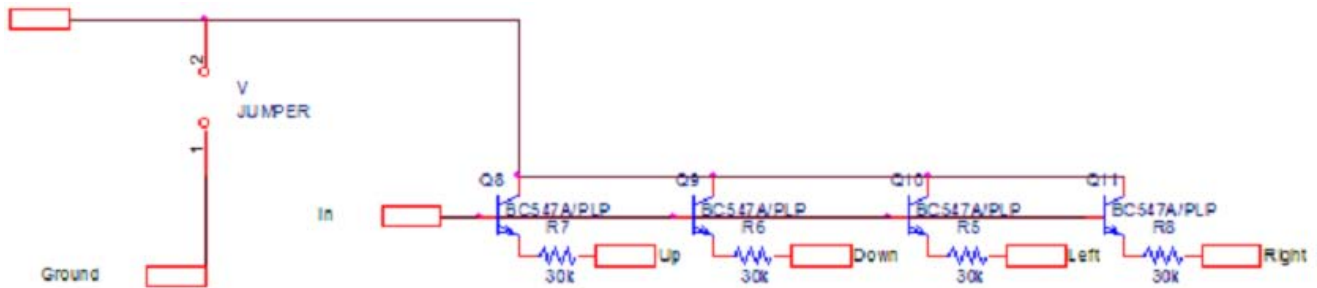 2
V
JUMPER
1
Q8 Q9 Q10 Q11
In BC547A/PLP BC547A/PLP BC547A/PLP BC547A/PLP
R7 R6 R5 R8
Ground Up Down Left Right
30k 30k 30k 30k